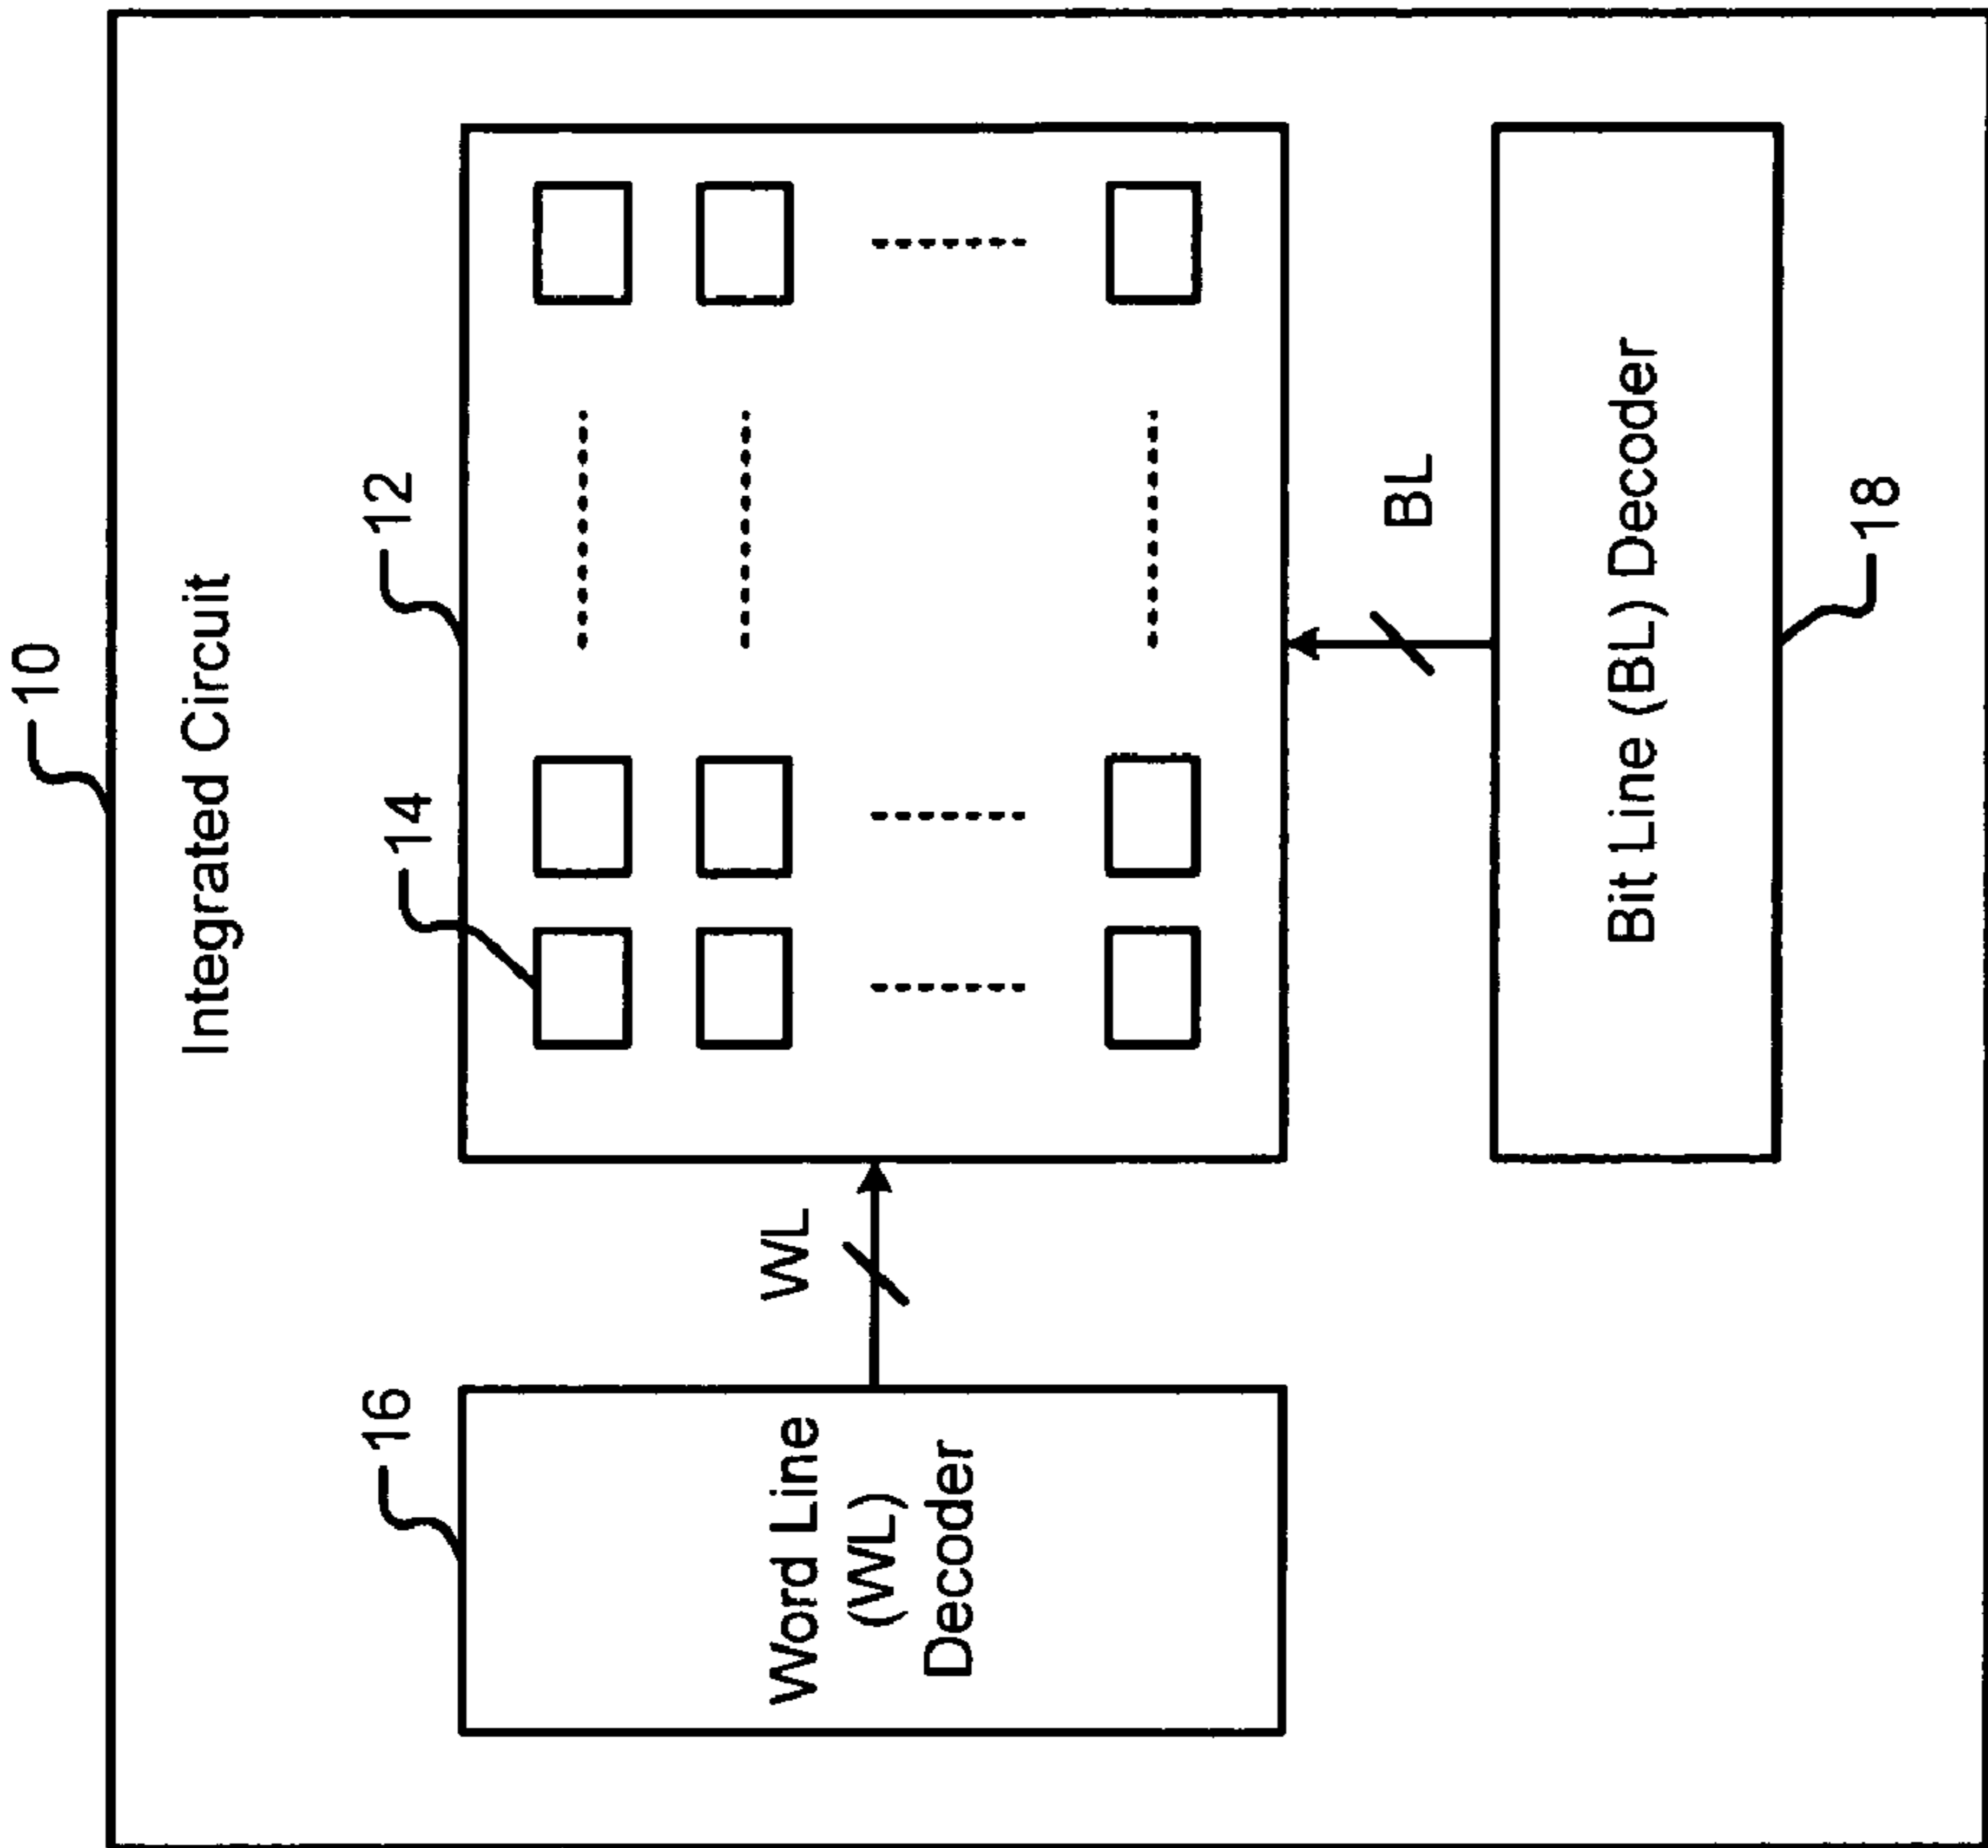 10
Integrated Circuit
16
12
14
Word Line
(WL)
Decoder
WL
BL
Bit Line (BL) Decoder
18